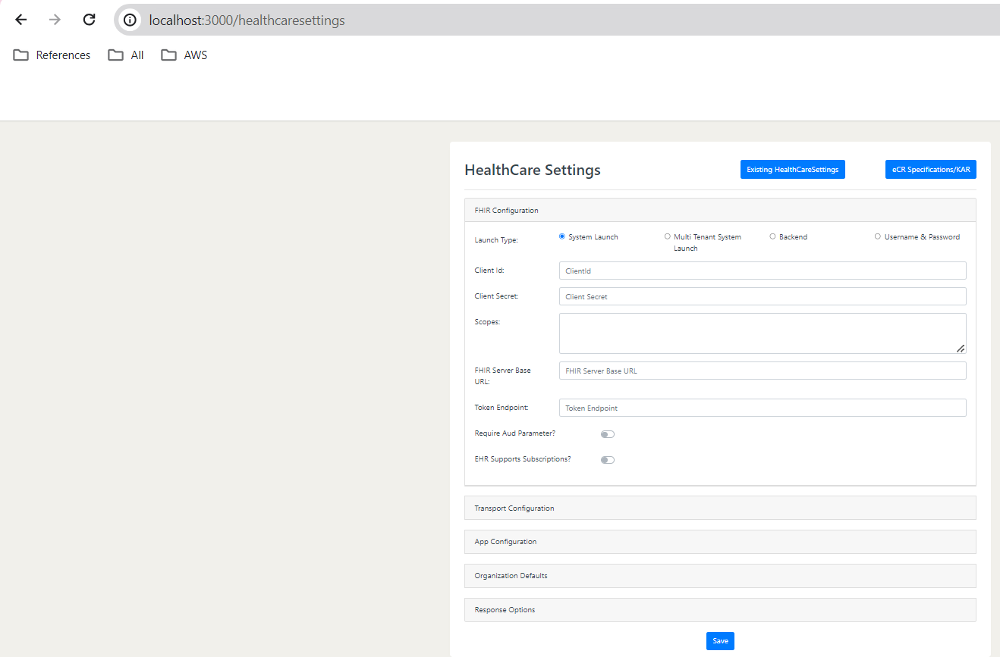 localhost:3000/healthcaresettings
References All AWS
HealthCare Settings Existing HealthCareSettings eCR Specifications/KAR
FHIR Configuration
Launch Type: System Launch Multi Tenant System Backend Username & Password
Launch
Client Id: ClientId
Client Secret: Client Secret
Scopes:
FHIR Server Base FHIR Server Base URL
URL:
Token Endpoint: Token Endpoint
Require Aud Parameter?
EHR Supports Subscriptions?
Transport Configuration
App Configuration
Organization Defaults
Response Options
Save